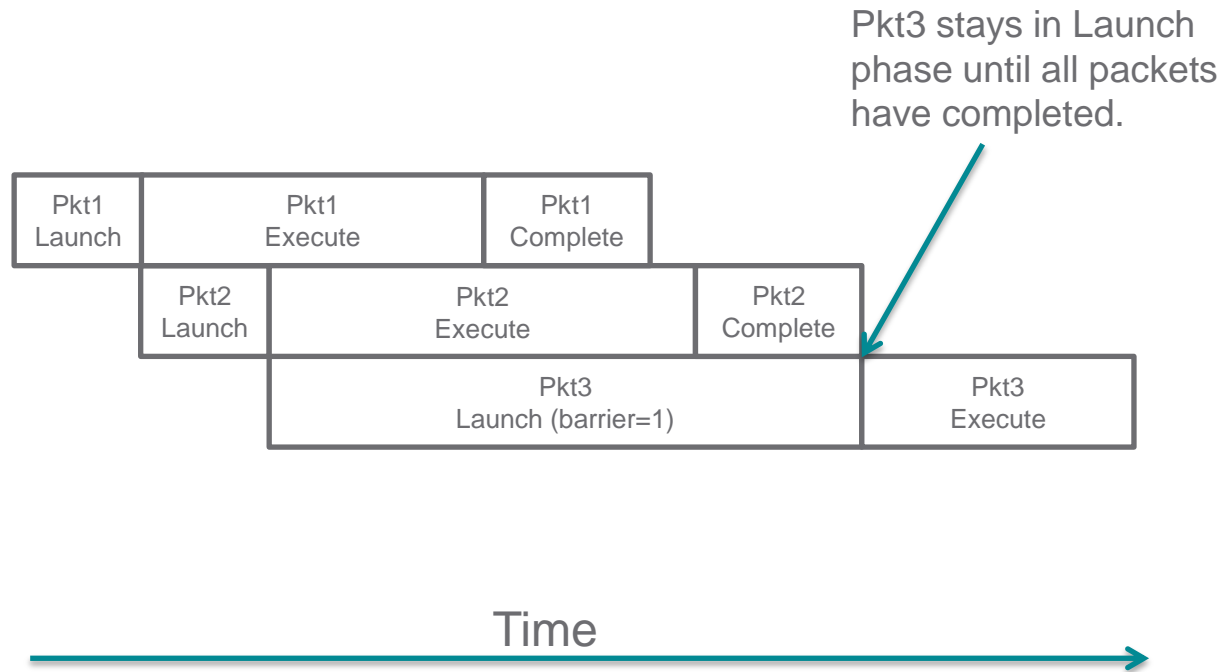 Pkt3 stays in Launch
phase until all packets
have completed.
Pkt1
Launch
Pkt1
Execute
Pkt1
Complete
Pkt2
Launch
Pkt2
Execute
Pkt2
Complete
Pkt3
Launch (barrier=1)
Pkt3
Execute
Time